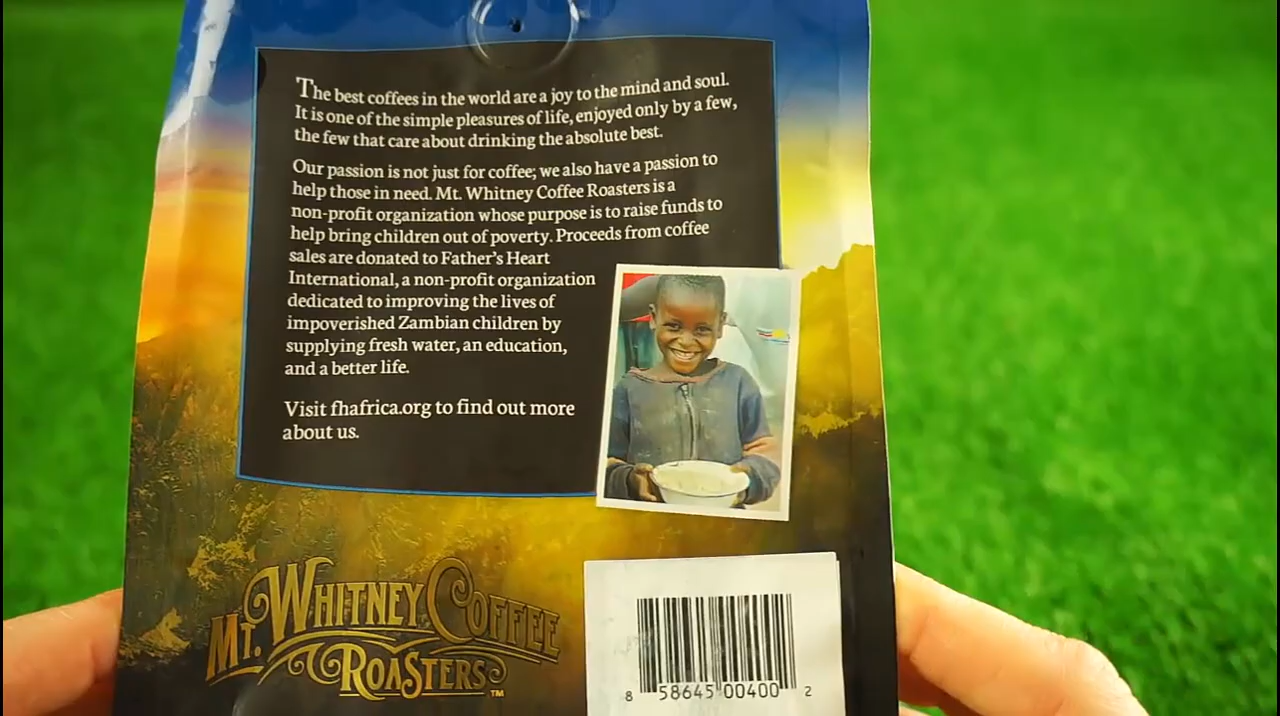 The best coffees in the world are a joy to the mind and soul.
It is one of the simple pleasures of life, enjoyed only by a few,
the few that care about drinking the absolute best.
Our passion is not just for coffee; we also have a passion to
help those in need. Mt. Whitney Coffee Roasters is a
non-profit organization whose purpose is to raise funds to
help bring children out of poverty. Proceeds from coffee
sales are donated to Father's Heart
International, a non-profit organization
dedicated to improving the lives of
impoverished Zambian children by
supplying fresh water, an education,
and a better life.
Visit fhafrica.org to find out more
about us.
MT. WHITNEY COFFEE
ROASTERS™
8 58645 00400 2